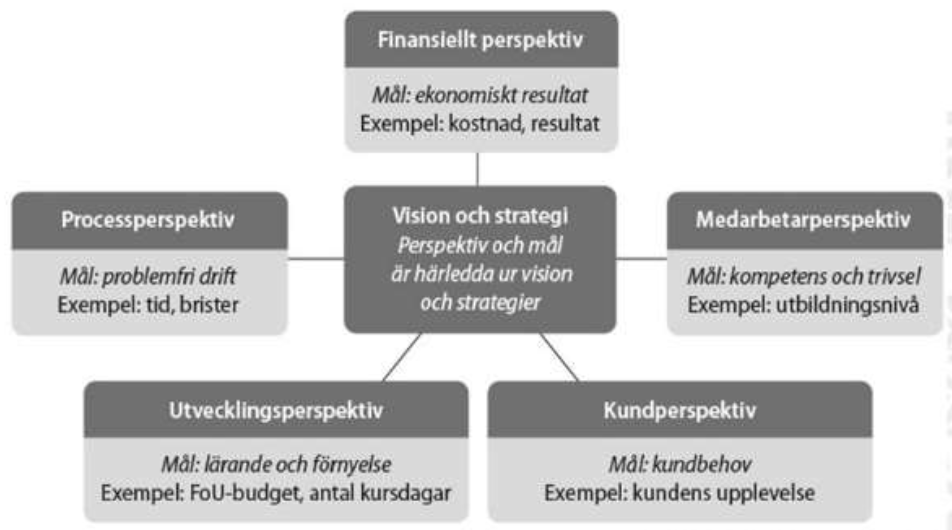 Finansiellt perspektiv
Mål: ekonomiskt resultat
Exempel: kostnad, resultat
Processperspektiv
Mål: problemfri drift
Exempel: tid, brister
Vision och strategi
Perspektiv och mål
är härledda ur vision
och strategier
Medarbetarperspektiv
Mål: kompetens och trivsel
Exempel: utbildningsnivå
Utvecklingsperspektiv
Mål: lärande och förnyelse
Exempel: FoU-budget, antal kursdagar
Kundperspektiv
Mål: kundbehov
Exempel: kundens upplevelse